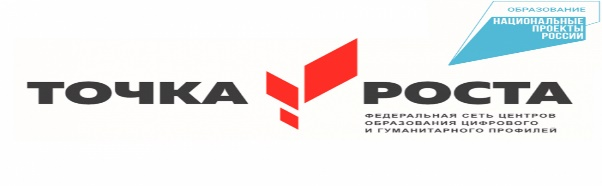 ОБРАЗОВАНИЕ
НАЦИОНАЛЬНЫЕ
ПРОЕКТЫ
РОССИИ
ТОЧКА РОСТА
ФЕДЕРАЛЬНАЯ СЕТЬ ЦЕНТРОВ
ОБРАЗОВАНИЯ ЦИФРОВОГО
И ГУМАНИТАРНОГО ПРОФИЛЕЙ